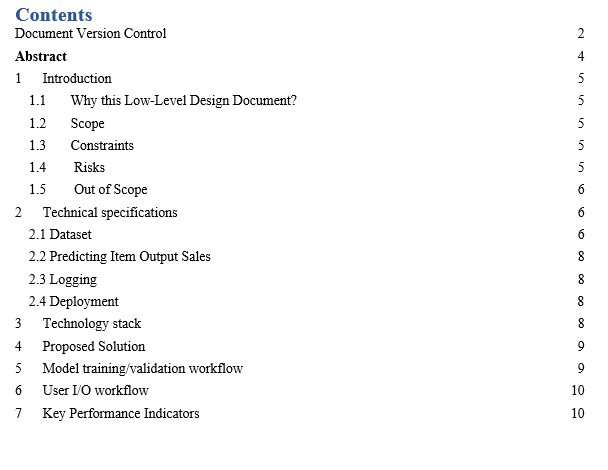 Contents
Document Version Control 2
Abstract 4
1 Introduction 5
1.1 Why this Low-Level Design Document? 5
1.2 Scope 5
1.3 Constraints 5
1.4 Risks 5
1.5 Out of Scope 6
2 Technical specifications 6
2.1 Dataset 6
2.2 Predicting Item Output Sales 8
2.3 Logging 8
2.4 Deployment 8
3 Technology stack 8
4 Proposed Solution 9
5 Model training/validation workflow 9
6 User I/O workflow 10
7 Key Performance Indicators 10